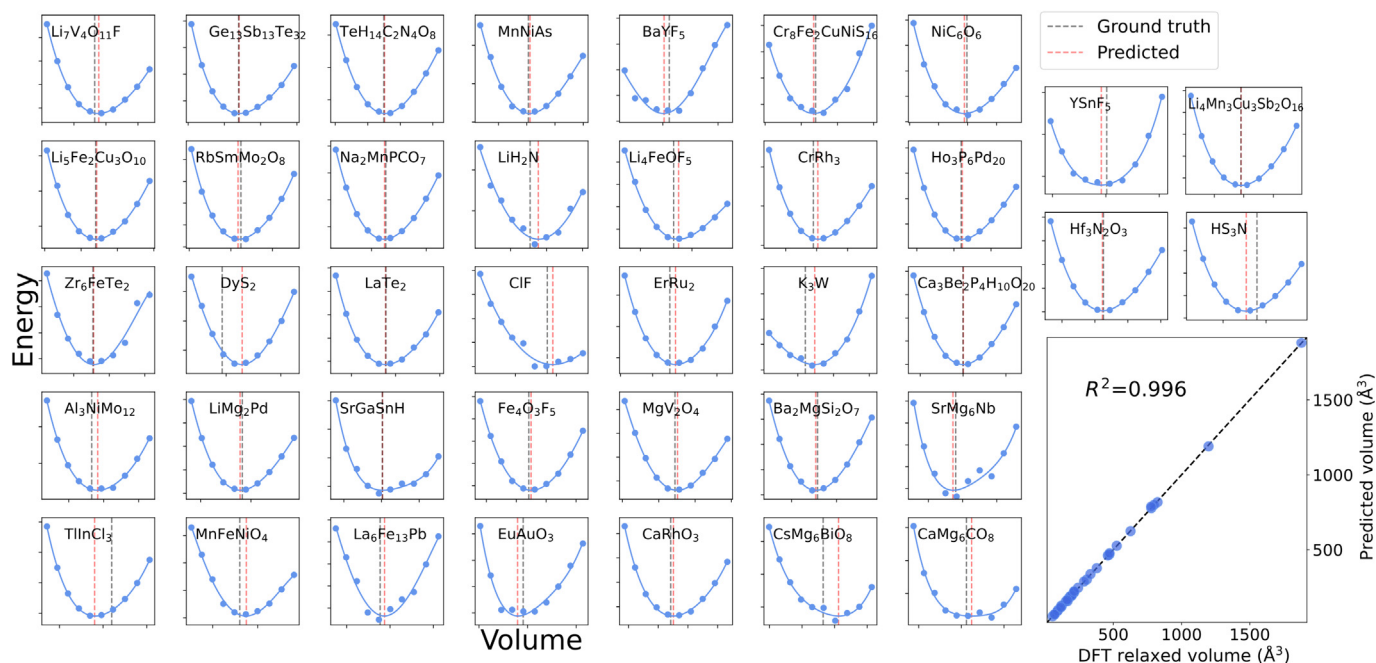 Li₇V₄O₁₁F
Ge₁₃Sb₁₃Te₃₂
TeH₁₄C₂N₄O₈
MnNiAs
BaYF₅
Cr₈Fe₂CuNiS₁₆
NiC₆O₆
Ground truth
Predicted
YSnF₅
Li₄Mn₃Cu₃Sb₂O₁₆
Li₅Fe₂Cu₃O₁₀
RbSmMo₂O₈
Na₂MnPCO₇
LiH₂N
Li₄FeOF₅
CrRh₃
Ho₃P₆Pd₂₀
Hf₃N₂O₃
HS₃N
Energy
Zr₆FeTe₂
DyS₂
LaTe₂
ClF
ErRu₂
K₃W
Ca₃Be₂P₄H₁₀O₂₀
Al₃NiMo₁₂
LiMg₂Pd
SrGaSnH
Fe₄O₃F₅
MgV₂O₄
Ba₂MgSi₂O₇
SrMg₆Nb
TlInCl₃
MnFeNiO₄
La₆Fe₁₃Pb
EuAuO₃
CaRhO₃
CsMg₆BiO₈
CaMg₆CO₈
Volume
R²=0.996
1500
1000
500
Predicted volume (Å³)
500
1000
1500
DFT relaxed volume (Å³)